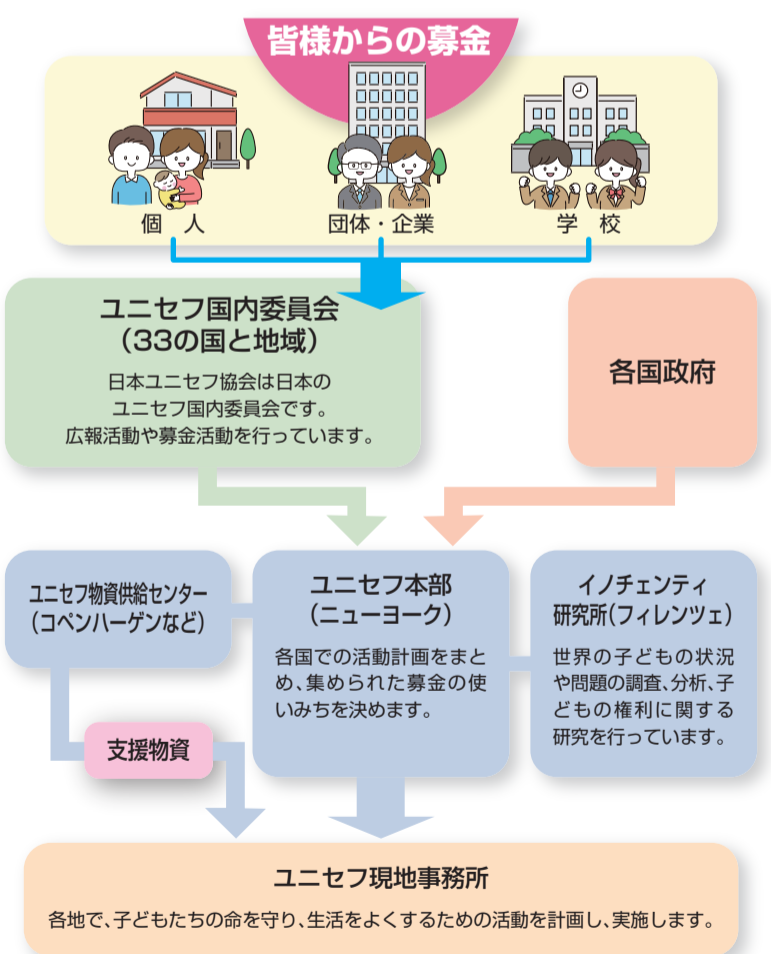 皆様からの募金
個　人
団体・企業
学　校
ユニセフ国内委員会
（33の国と地域）
日本ユニセフ協会は日本の
ユニセフ国内委員会です。
広報活動や募金活動を行っています。
各国政府
ユニセフ物資供給センター
（コペンハーゲンなど）
ユニセフ本部
（ニューヨーク）
各国での活動計画をまと
め、集められた募金の使
いみちを決めます。
イノチェンティ
研究所（フィレンツェ）
世界の子どもの状況
や問題の調査、分析、子
どもの権利に関する
研究を行っています。
支援物資
ユニセフ現地事務所
各地で、子どもたちの命を守り、生活をよくするための活動を計画し、実施します。